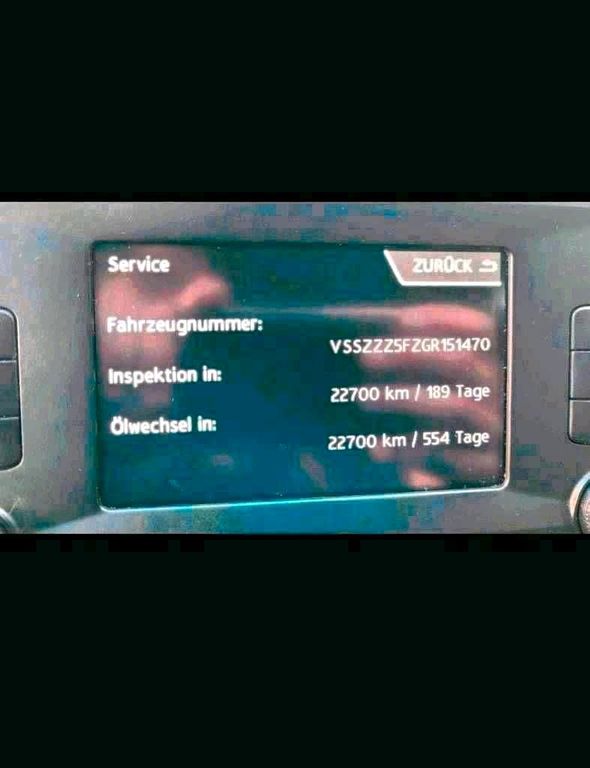 Service
ZURÜCK
Fahrzeugnummer:
VSSZZZ5FZGR151470
Inspektion in:
22700 km / 189 Tage
Ölwechsel in:
22700 km / 554 Tage